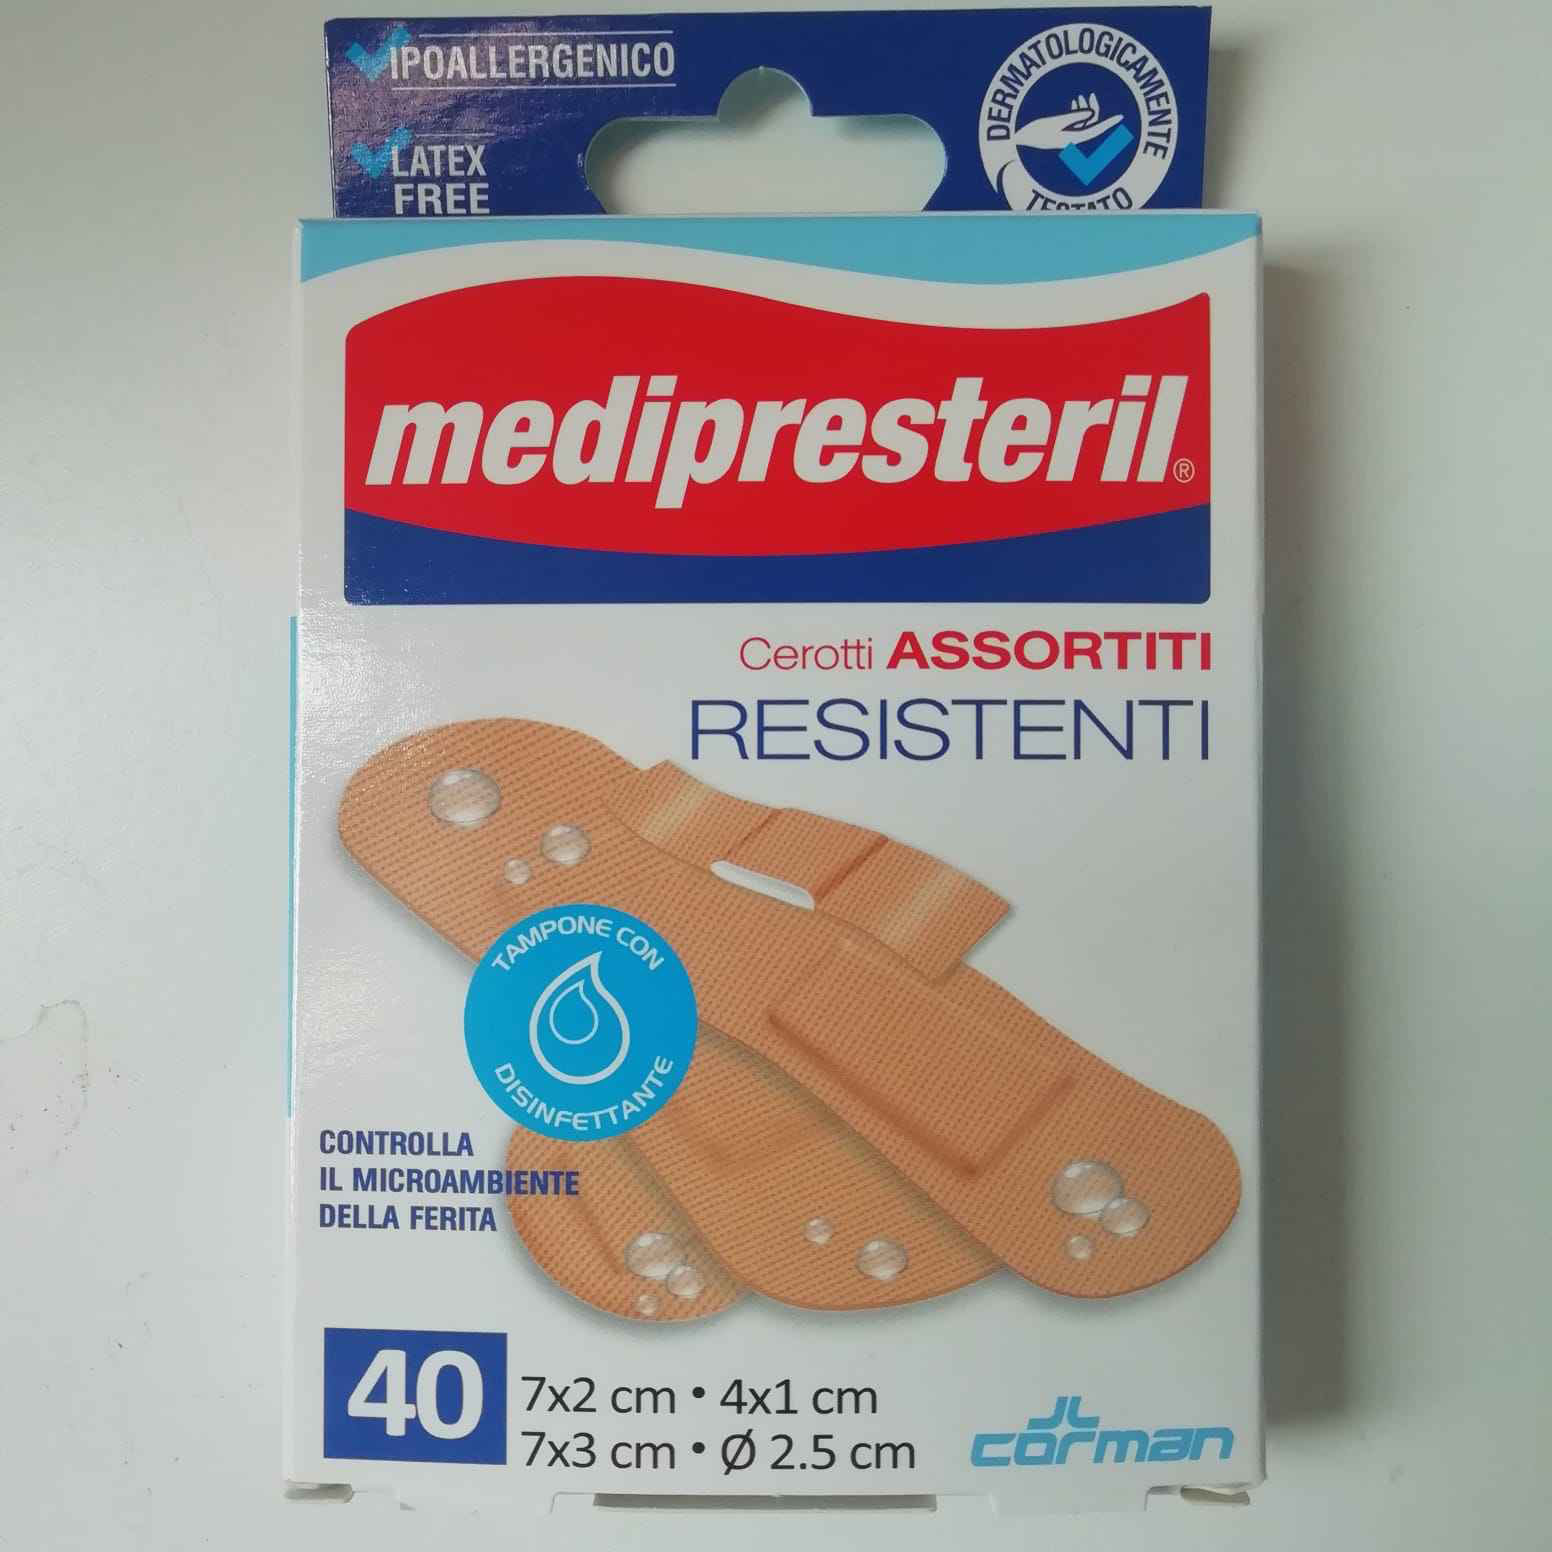 IPOALLERGENICO
LATEX
FREE
DERMATOLOGICAMENTE
TESTATO
medipresteril®
Cerotti ASSORTITI
RESISTENTI
TAMPONE CON
DISINFETTANTE
CONTROLLA
IL MICROAMBIENTE
DELLA FERITA
40
7x2 cm • 4x1 cm
7x3 cm • Ø 2.5 cm
corman